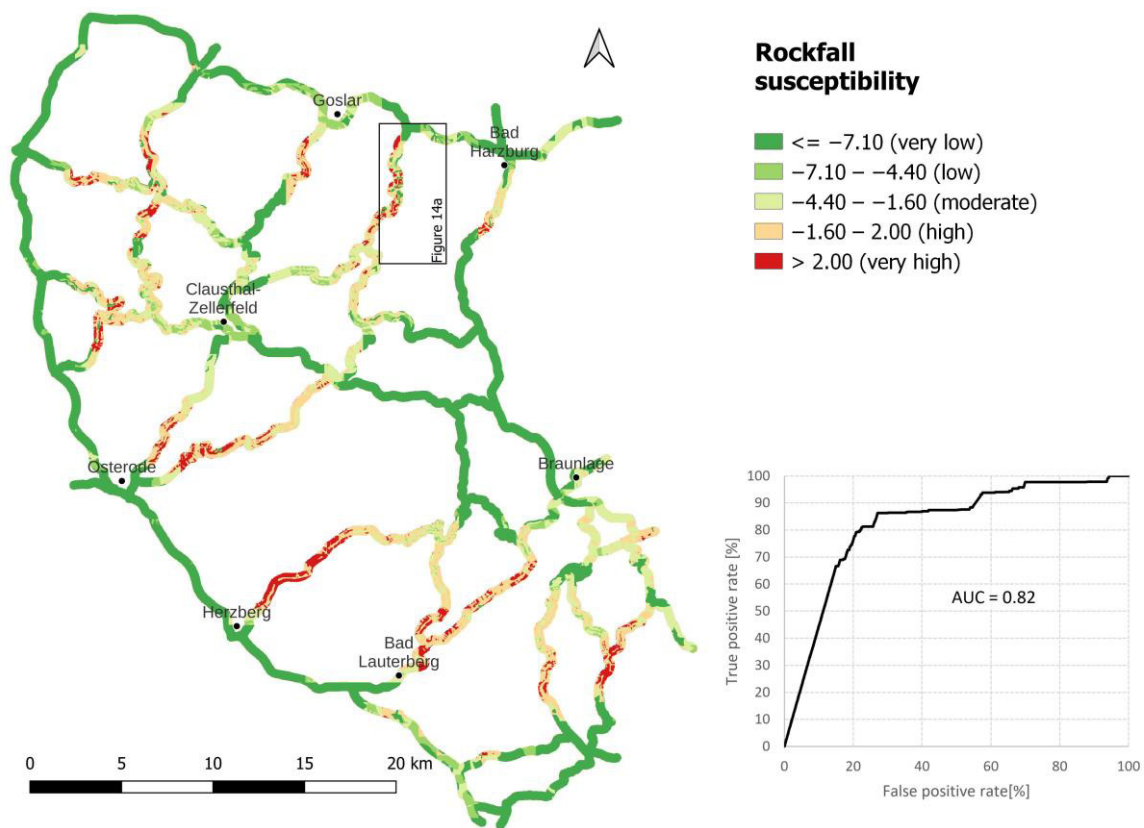 Goslar
Bad
Harzburg
Figure 14a
Clausthal-
Zellerfeld
Osterode
Braunlage
Herzberg
Bad
Lauterberg
0 5 10 15 20 km
Rockfall
susceptibility
<= −7.10 (very low)
−7.10 – −4.40 (low)
−4.40 – −1.60 (moderate)
−1.60 – 2.00 (high)
> 2.00 (very high)
True positive rate [%]
100
90
80
70
60
50
40
30
20
10
0
AUC = 0.82
0 20 40 60 80 100
False positive rate[%]